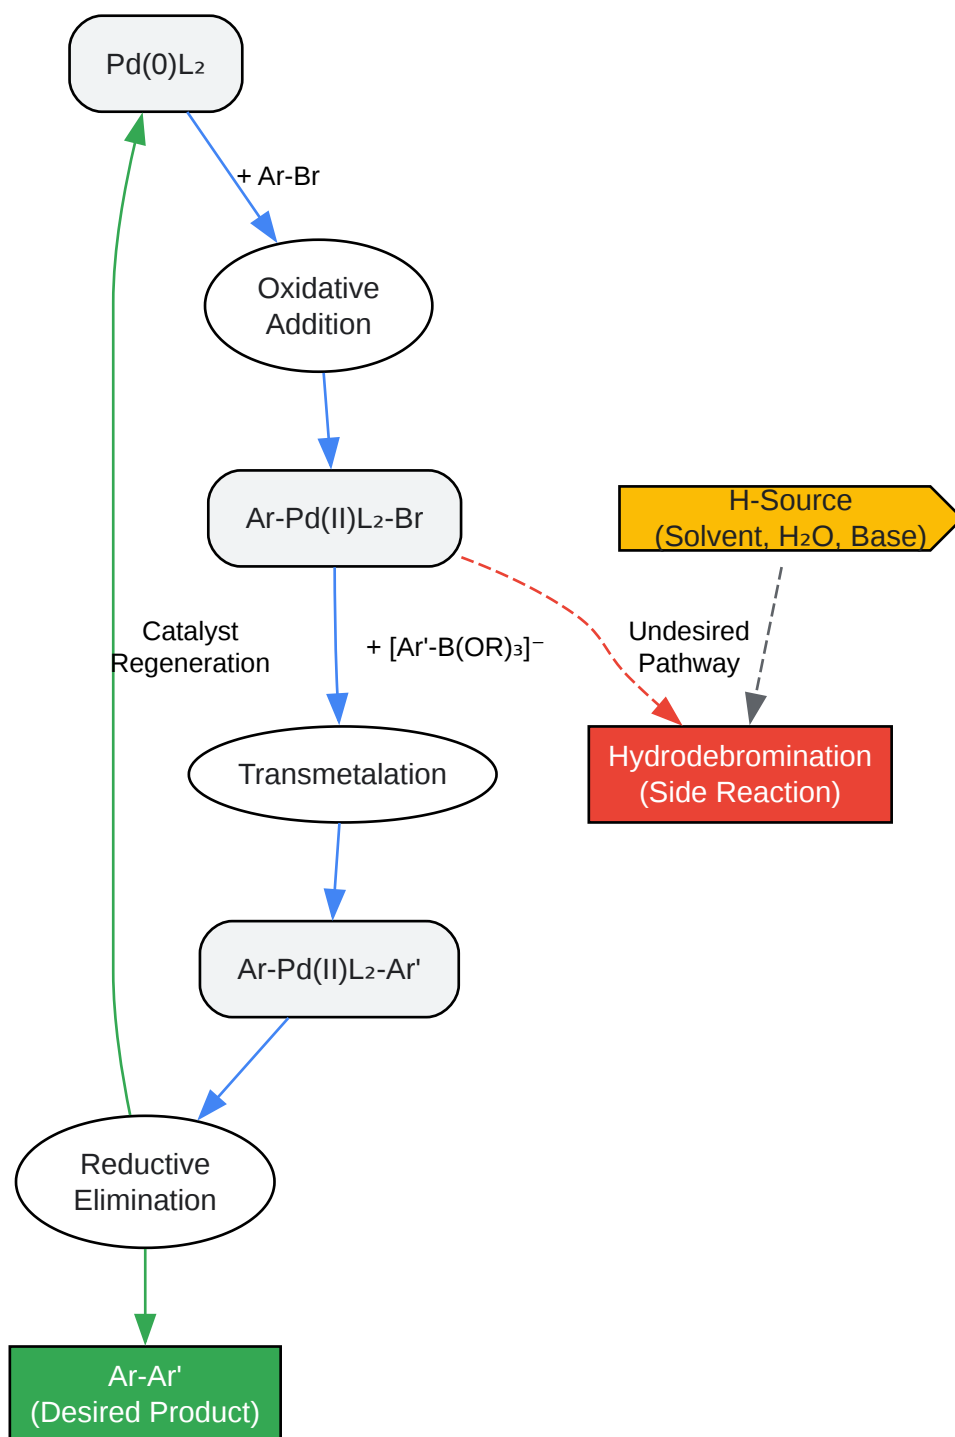 Pd(0)L₂
+ Ar-Br
Oxidative
Addition
Ar-Pd(II)L₂-Br
H-Source
(Solvent, H₂O, Base)
Catalyst
Regeneration
+ [Ar'-B(OR)₃]⁻
Undesired
Pathway
Transmetalation
Hydrodebromination
(Side Reaction)
Ar-Pd(II)L₂-Ar'
Reductive
Elimination
Ar-Ar'
(Desired Product)